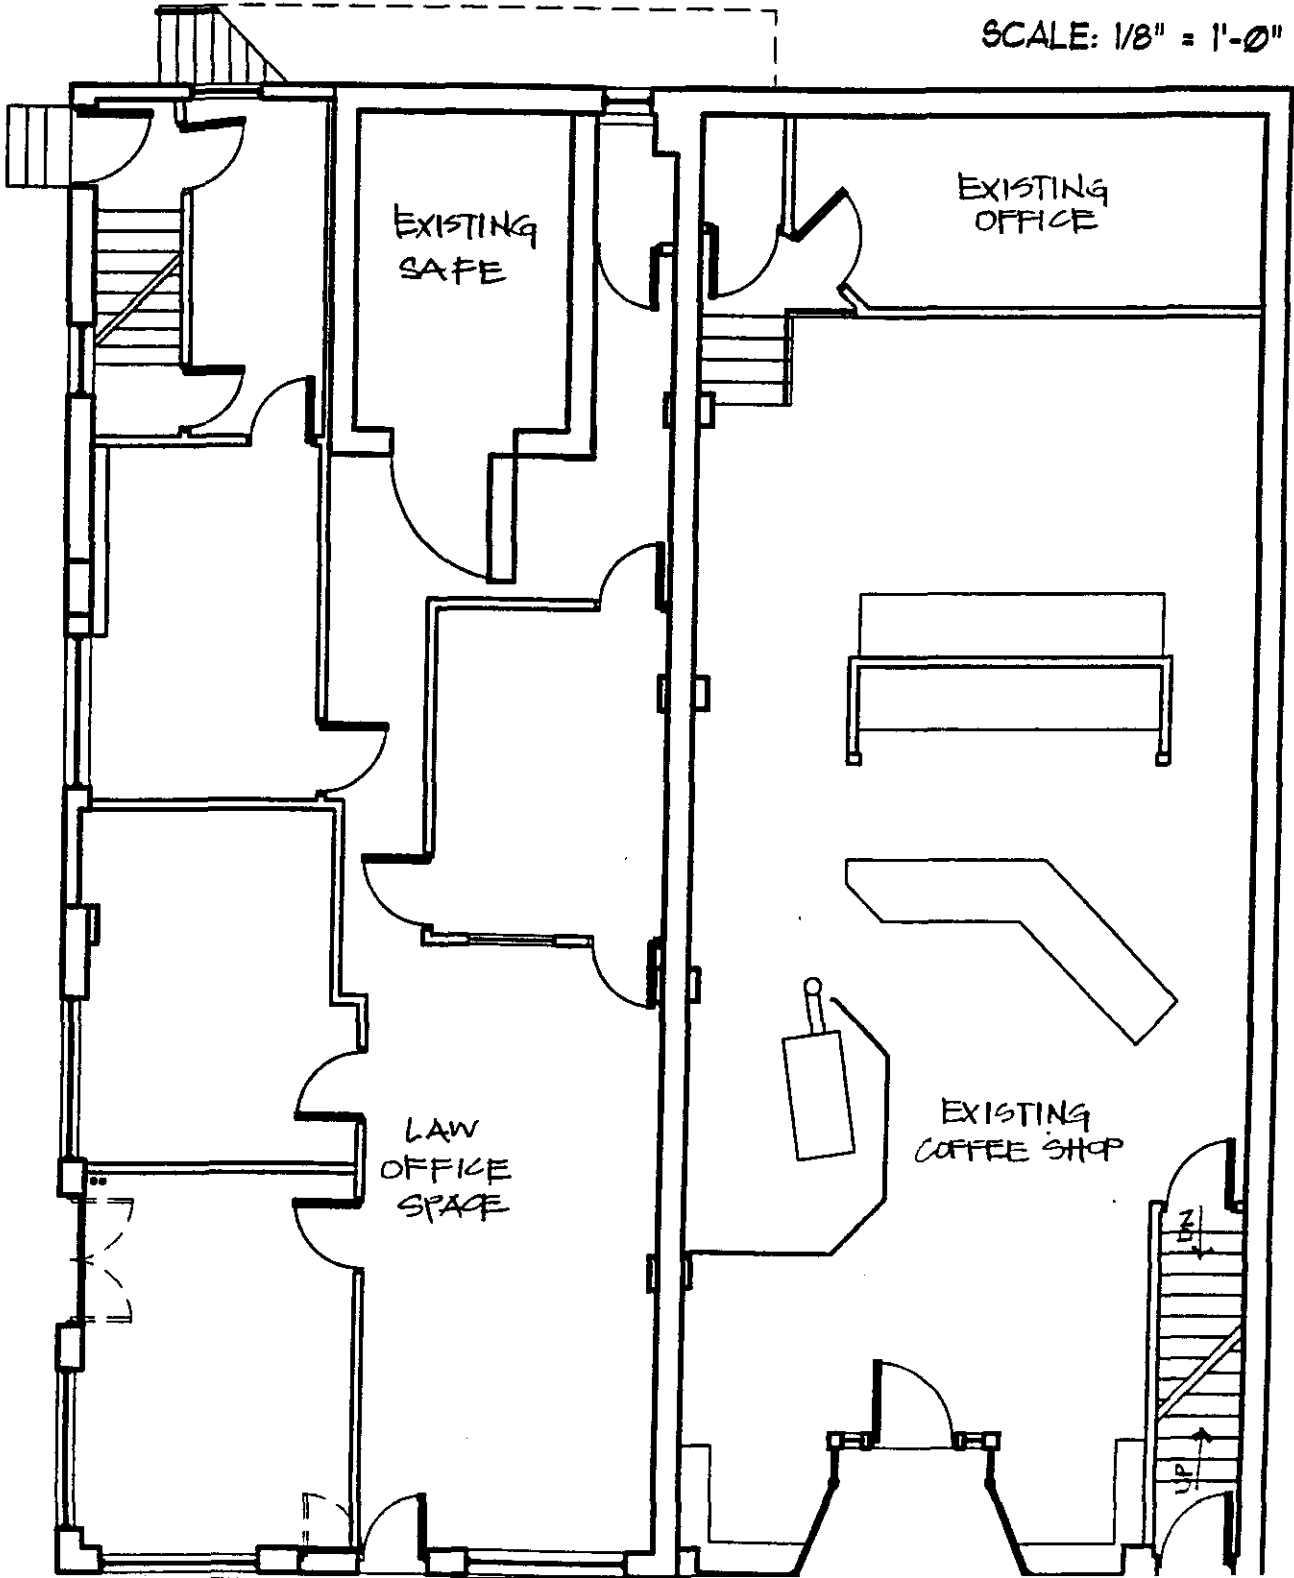 SCALE: 1/8" = 1'-0"
EXISTING
OFFICE
EXISTING
SAFE
EXISTING
COFFEE SHOP
LAW
OFFICE
SPACE
DN
UP